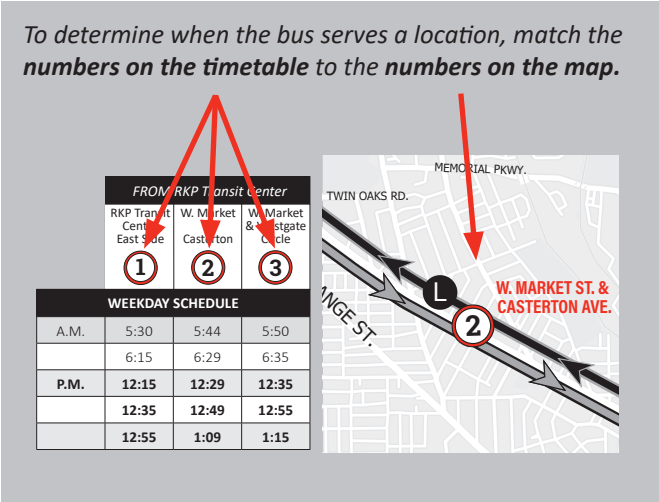 To determine when the bus serves a location, match the
numbers on the timetable to the numbers on the map.
FROM RKP Transit Center
RKP Transit Center East Side
W. Market Casterton
W. Market & Westgate Circle
1 2 3
WEEKDAY SCHEDULE
A.M. 5:30 5:44 5:50
6:15 6:29 6:35
P.M. 12:15 12:29 12:35
12:35 12:49 12:55
12:55 1:09 1:15
MEMORIAL PKWY.
TWIN OAKS RD.
L
W. MARKET ST. &
CASTERTON AVE.
2
ANGE ST.